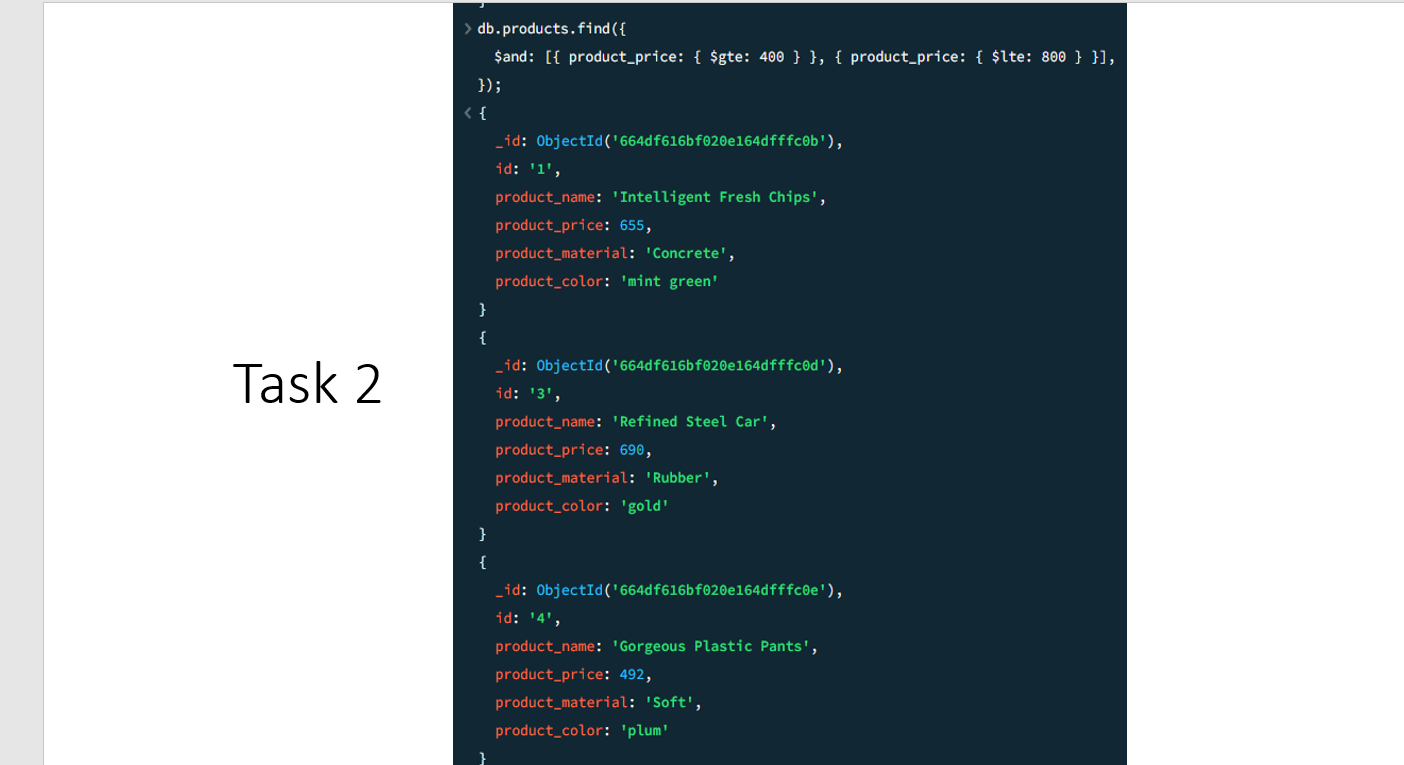 Task 2
}
> db.products.find({
$and: [{ product_price: { $gte: 400 } }, { product_price: { $lte: 800 } }],
});
< {
_id: ObjectId('664df616bf020e164dfffc0b'),
id: '1',
product_name: 'Intelligent Fresh Chips',
product_price: 655,
product_material: 'Concrete',
product_color: 'mint green'
}
{
_id: ObjectId('664df616bf020e164dfffc0d'),
id: '3',
product_name: 'Refined Steel Car',
product_price: 690,
product_material: 'Rubber',
product_color: 'gold'
}
{
_id: ObjectId('664df616bf020e164dfffc0e'),
id: '4',
product_name: 'Gorgeous Plastic Pants',
product_price: 492,
product_material: 'Soft',
product_color: 'plum'
}